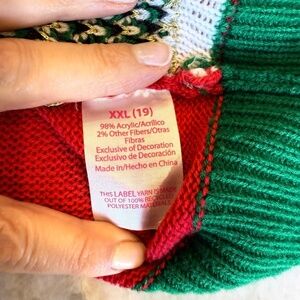 XXL (19)
98% Acrylic/Acrílico
2% Other Fibers/Otras
Fibras
Exclusive of Decoration
Exclusivo de Decoración
Made in/Hecho en China
THIS LABEL YARN IS MADE
OUT OF 100% RECYCLED
POLYESTER MATERIAL